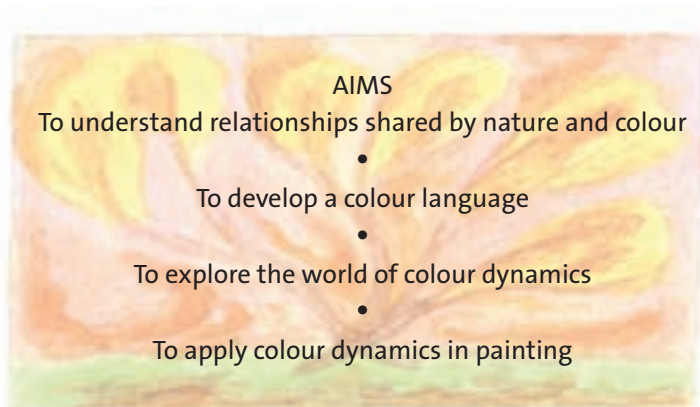 AIMS
To understand relationships shared by nature and colour
•
To develop a colour language
•
To explore the world of colour dynamics
•
To apply colour dynamics in painting